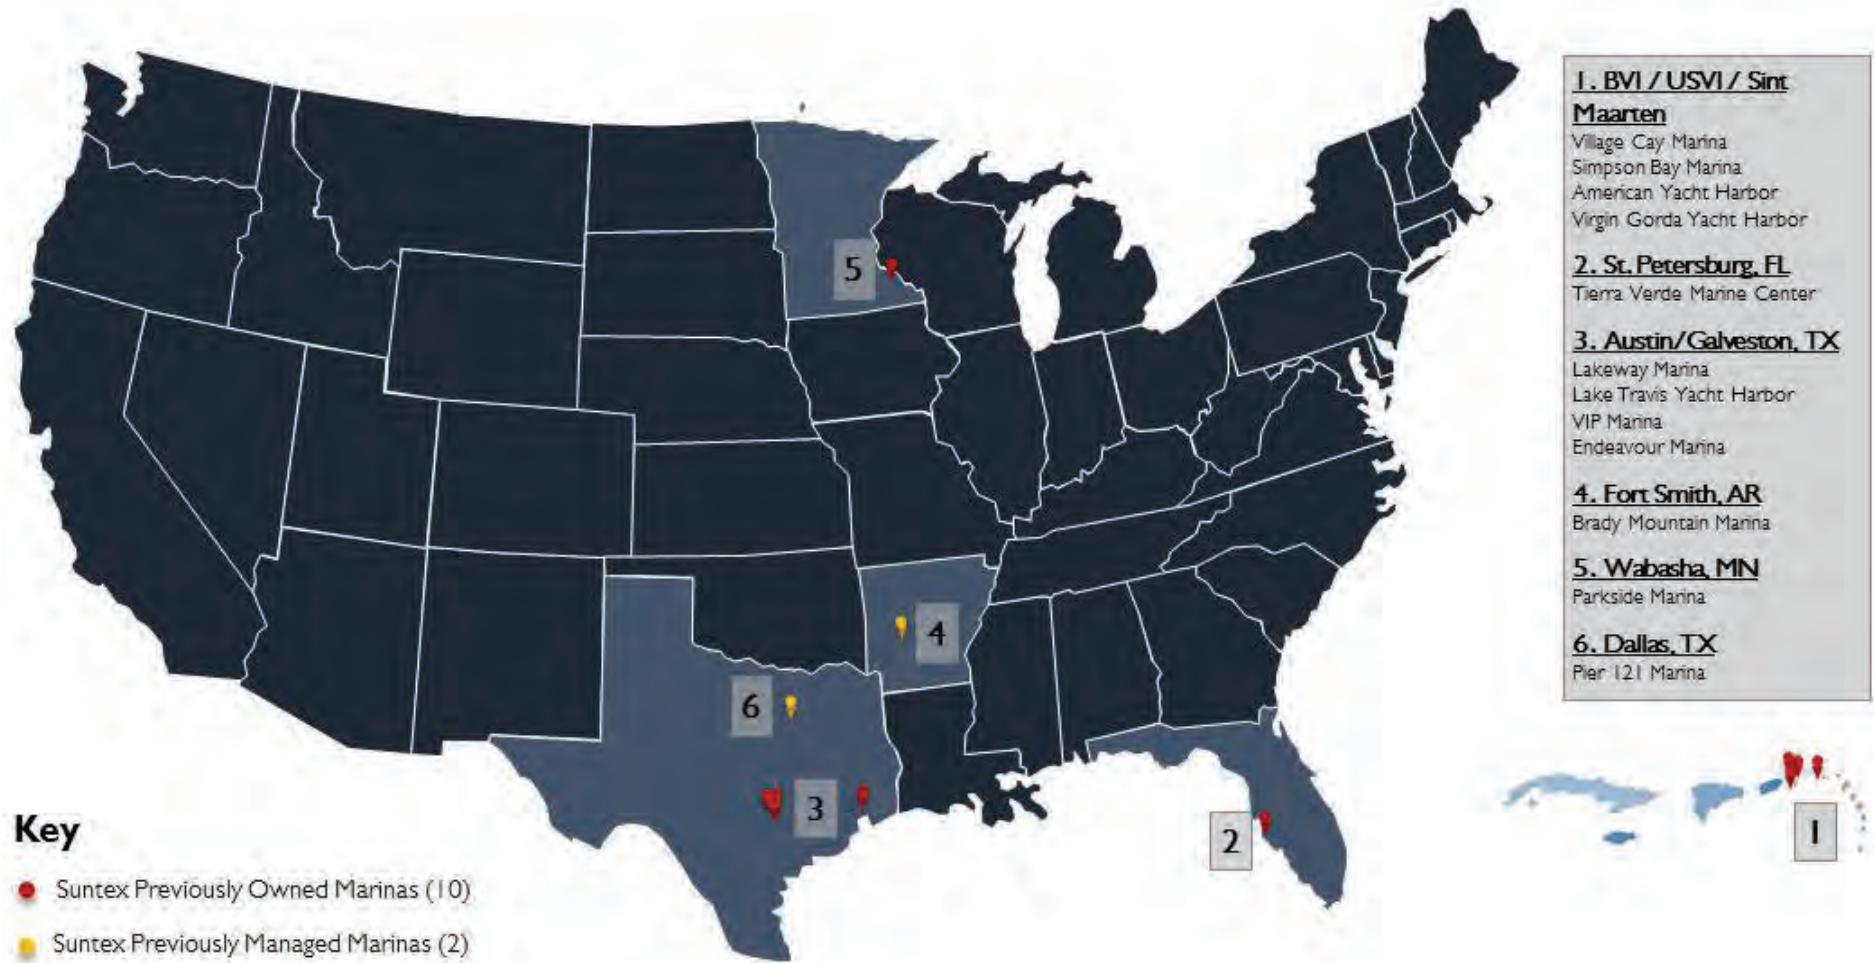 1. BVI / USVI / Sint
Maarten
Village Cay Marina
Simpson Bay Marina
American Yacht Harbor
Virgin Gorda Yacht Harbor
2. St. Petersburg, FL
Tierra Verde Marine Center
3. Austin/Galveston, TX
Lakeway Marina
Lake Travis Yacht Harbor
VIP Marina
Endeavour Marina
4. Fort Smith, AR
Brady Mountain Marina
5. Wabasha, MN
Parkside Marina
6. Dallas, TX
Pier 121 Marina
5
4
6
3
2
1
Key
Suntex Previously Owned Marinas (10)
Suntex Previously Managed Marinas (2)